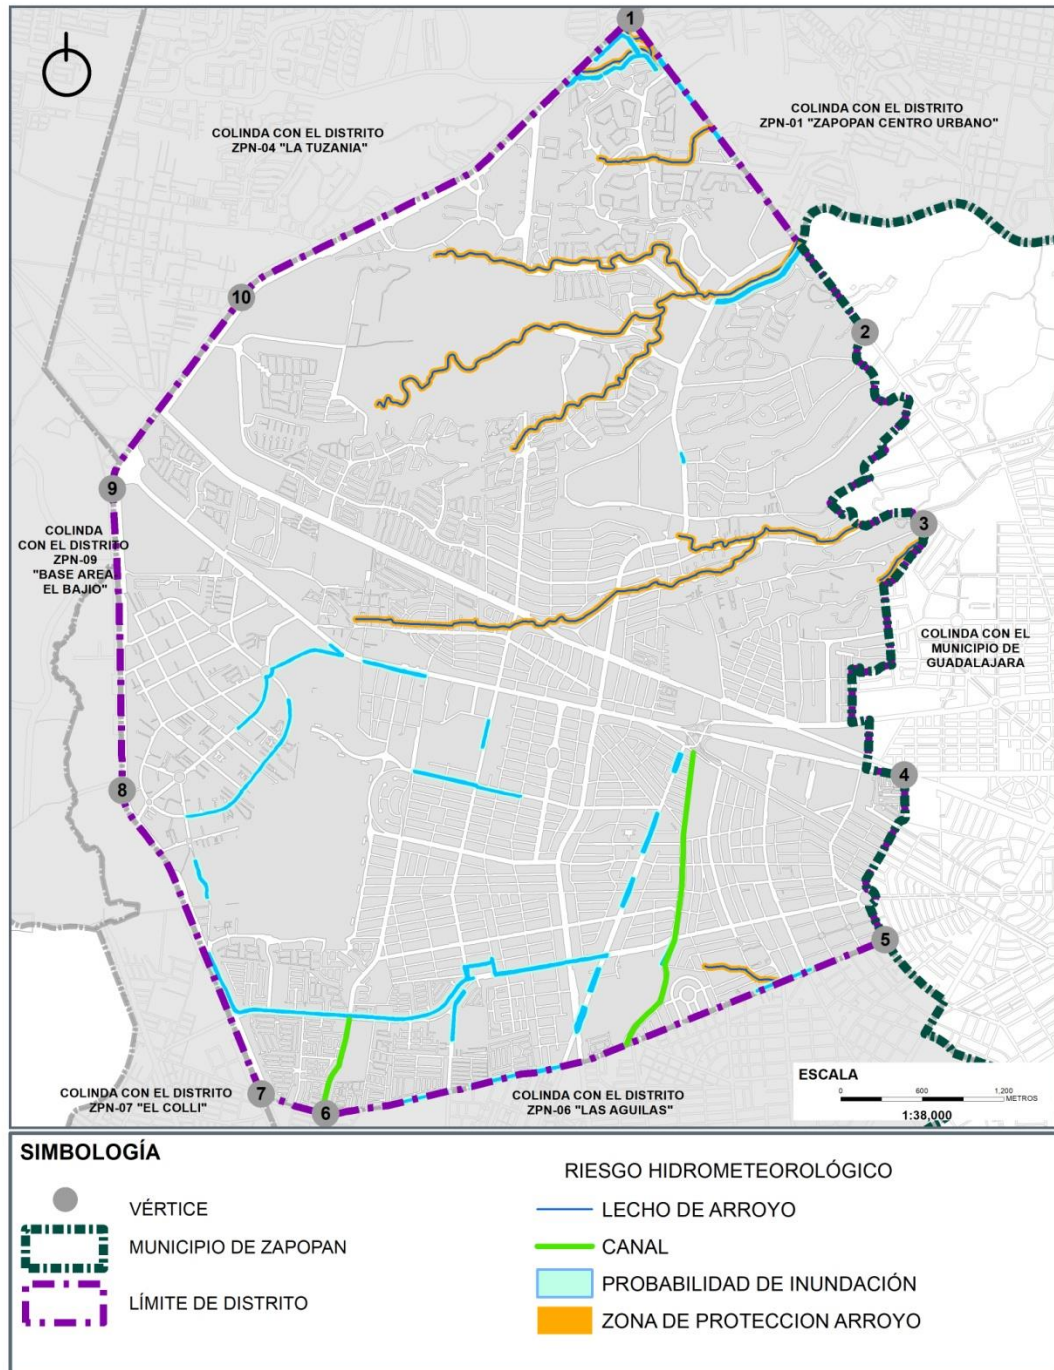 1
COLINDA CON EL DISTRITO
ZPN-01 "ZAPOPAN CENTRO URBANO"
COLINDA CON EL DISTRITO
ZPN-04 "LA TUZANIA"
10
2
9
3
COLINDA
CON EL DISTRITO
ZPN-09
"BASE AREA
EL BAJIO"
COLINDA CON EL
MUNICIPIO DE
GUADALAJARA
4
8
5
7
6
COLINDA CON EL DISTRITO
ZPN-07 "EL COLLI"
COLINDA CON EL DISTRITO
ZPN-06 "LAS AGUILAS"
ESCALA
0 600 1,200
METROS
1:38,000
SIMBOLOGÍA
VÉRTICE
MUNICIPIO DE ZAPOPAN
LÍMITE DE DISTRITO
RIESGO HIDROMETEOROLÓGICO
LECHO DE ARROYO
CANAL
PROBABILIDAD DE INUNDACIÓN
ZONA DE PROTECCION ARROYO